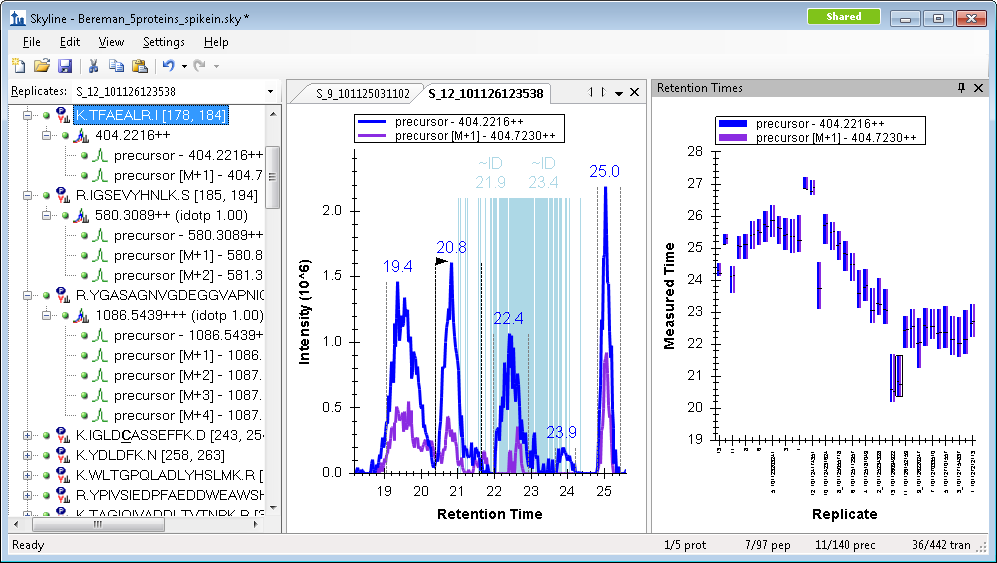 Skyline - Bereman_5proteins_spikein.sky *
Shared
File Edit View Settings Help
Replicates: S_12_101126123538
K.TFAEALR.I [178, 184]
404.2216++
precursor - 404.2216++
precursor [M+1] - 404.7
R.IGSEVYHNLK.S [185, 194]
580.3089++ (idotp 1.00)
precursor - 580.3089++
precursor [M+1] - 580.8
precursor [M+2] - 581.3
R.YGASAGNVGDEGGVAPNIC
1086.5439+++ (idotp 1.00)
precursor - 1086.5439++
precursor [M+1] - 1086.
precursor [M+2] - 1087.
precursor [M+3] - 1087.
precursor [M+4] - 1087.
K.IGLDCASSEFFK.D [243, 25
K.YDLDFK.N [258, 263]
K.WLTGPQLADLYHSLMK.R [
R.YPIVSIEDPFAEDDWEAWSH
K.TAGIQIVADDLTVTNPK.R [
S_9_101125031102 S_12_101126123538
precursor - 404.2216++
precursor [M+1] - 404.7230++
~ID ~ID
21.9 23.4
25.0
20.8
19.4
22.4
23.9
2.0
1.5
1.0
0.5
0.0
Intensity (10^6)
19 20 21 22 23 24 25
Retention Time
Retention Times
precursor - 404.2216++
precursor [M+1] - 404.7230++
28
27
26
25
24
23
22
21
20
19
Measured Time
Replicate
Ready
1/5 prot 7/97 pep 11/140 prec 36/442 tran